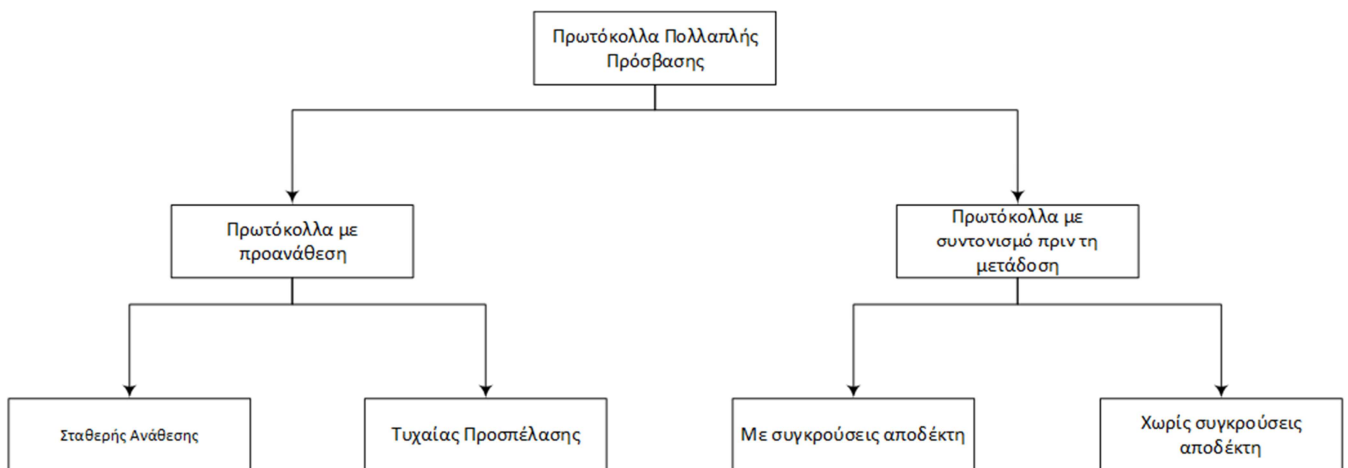 Πρωτόκολλα Πολλαπλής
Πρόσβασης
Πρωτόκολλα με
προανάθεση
Πρωτόκολλα με
συντονισμό πριν τη
μετάδοση
Σταθερής Ανάθεσης
Τυχαίας Προσπέλασης
Με συγκρούσεις αποδέκτη
Χωρίς συγκρούσεις
αποδέκτη